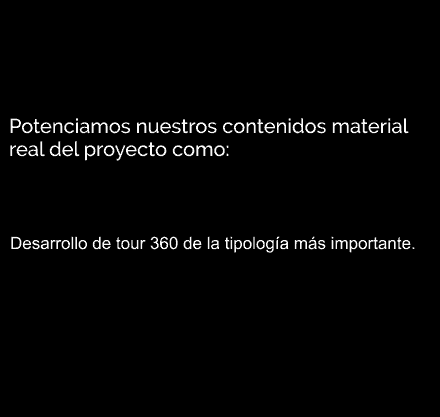 Potenciamos nuestros contenidos material
real del proyecto como:
Desarrollo de tour 360 de la tipología más importante.